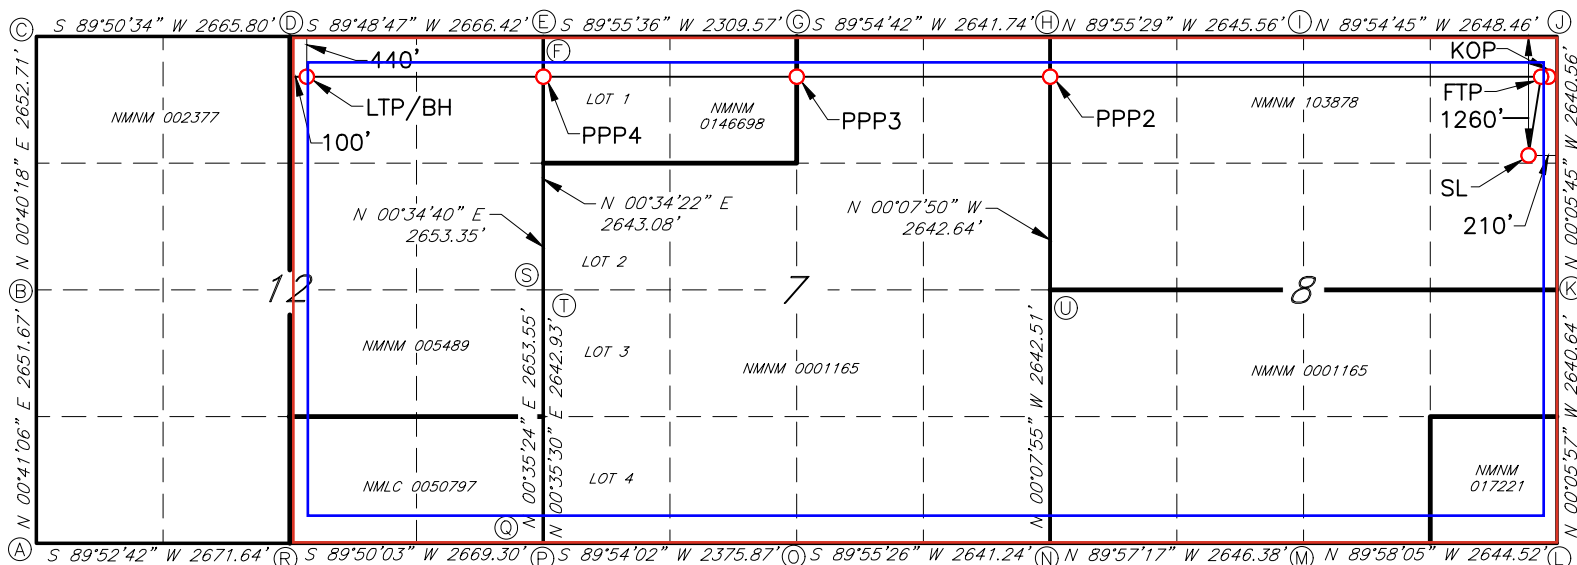 C S 89°50'34" W 2665.80' D S 89°48'47" W 2666.42' E S 89°55'36" W 2309.57' G S 89°54'42" W 2641.74' H N 89°55'29" W 2645.56' I N 89°54'45" W 2648.46' J
F
440'
KOP
LTP/BH
LOT 1
NMNM
0146698
NMNM 103878
FTP
NMNM 002377
PPP4
PPP3
PPP2
1260'
100'
SL
210'
N 00°40'18" E 2652.71'
N 00°05'45" W 2640.56'
N 00°34'40" E
2653.35'
N 00°34'22" E
2643.08'
N 00°07'50" W
2642.64'
LOT 2
B
12
S
T
7
U
8
K
N 00°41'06" E 2651.67'
NMNM 005489
N 00°35'24" E 2653.55'
N 00°35'30" E 2642.93'
LOT 3
NMNM 0001165
N 00°07'55" W 2642.51'
NMNM 0001165
N 00°05'57" W 2640.64'
NMLC 0050797
LOT 4
NMNM
017221
Q
A S 89°52'42" W 2671.64' R S 89°50'03" W 2669.30' P S 89°54'02" W 2375.87' O S 89°55'26" W 2641.24' N N 89°57'17" W 2646.38' M N 89°58'05" W 2644.52' L